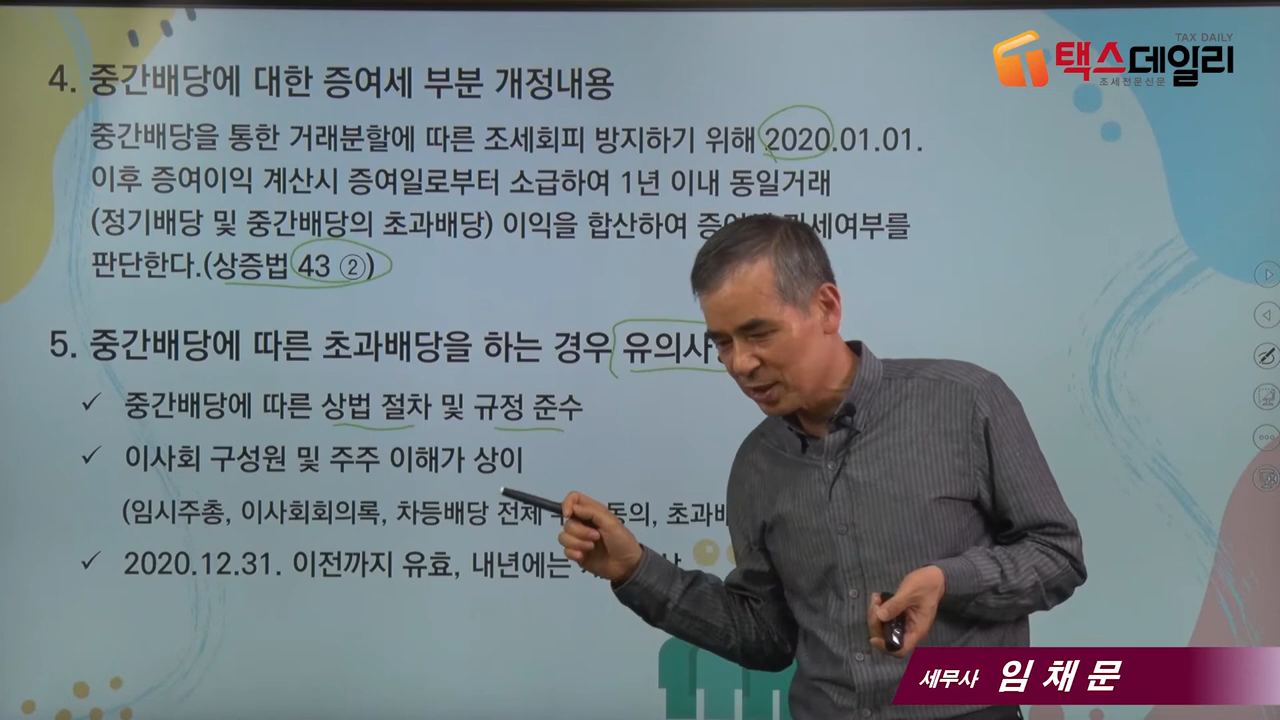 TAX DAILY
택스데일리
조세전문신문
4. 중간배당에 대한 증여세 부분 개정내용
중간배당을 통한 거래분할에 따른 조세회피 방지하기 위해 2020.01.01.
이후 증여이익 계산시 증여일로부터 소급하여 1년 이내 동일거래
(정기배당 및 중간배당의 초과배당) 이익을 합산하여 과세여부를
판단한다.(상증법 43 ②)
5. 중간배당에 따른 초과배당을 하는 경우 유의사
✓ 중간배당에 따른 상법 절차 및 규정 준수
✓ 이사회 구성원 및 주주 이해가 상이
(임시주총, 이사회회의록, 차등배당 전체 동의, 초과배
✓ 2020.12.31. 이전까지 유효, 내년에는
세무사 임채문